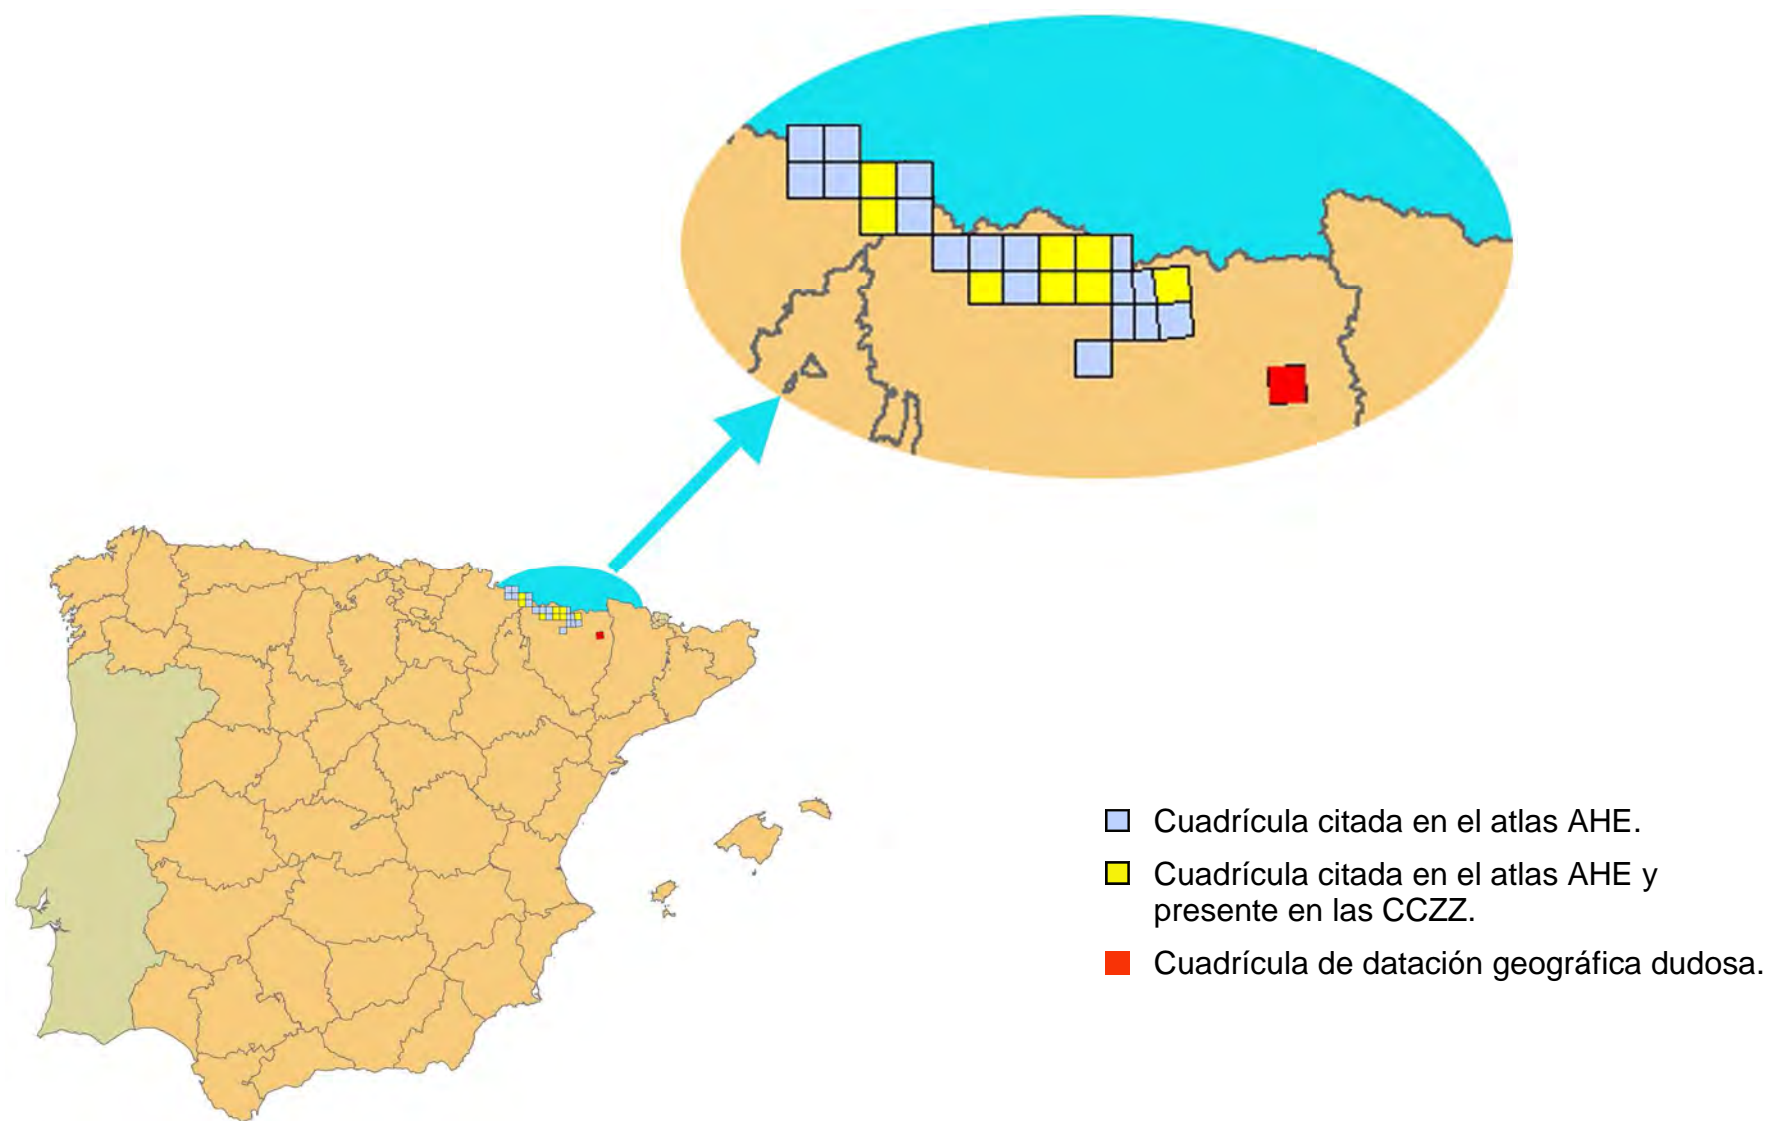 Cuadrícula citada en el atlas AHE.
Cuadrícula citada en el atlas AHE y
presente en las CCZZ.
Cuadrícula de datación geográfica dudosa.